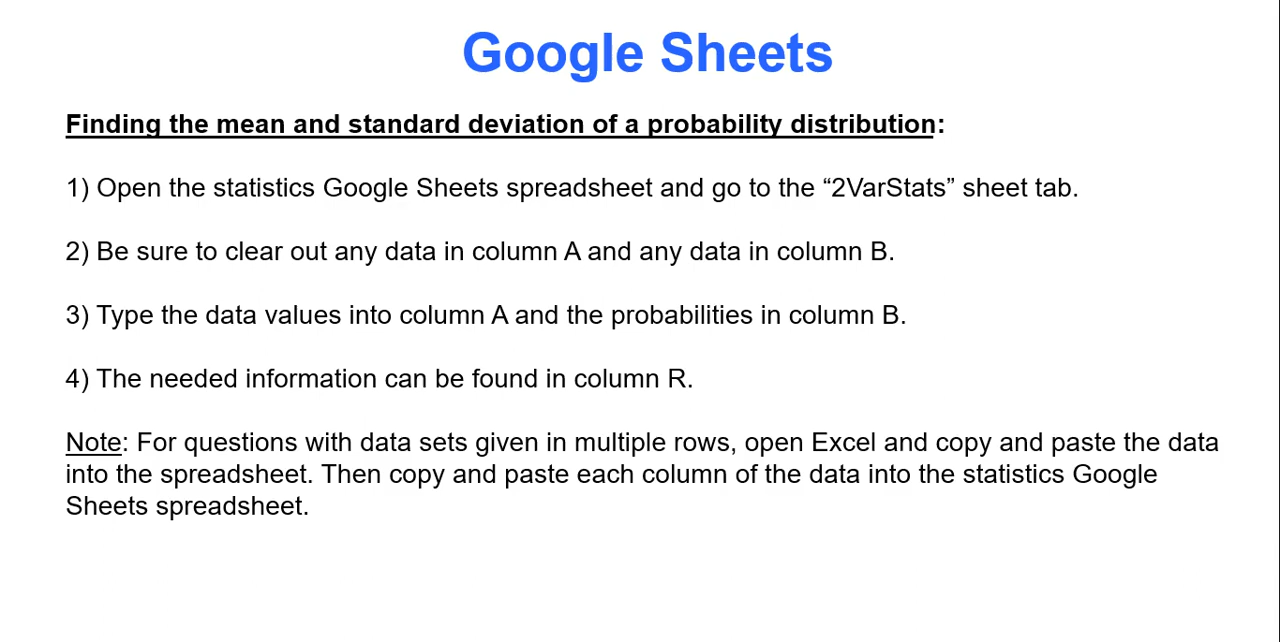 Google Sheets
Finding the mean and standard deviation of a probability distribution:
1) Open the statistics Google Sheets spreadsheet and go to the “2VarStats” sheet tab.
2) Be sure to clear out any data in column A and any data in column B.
3) Type the data values into column A and the probabilities in column B.
4) The needed information can be found in column R.
Note: For questions with data sets given in multiple rows, open Excel and copy and paste the data
into the spreadsheet. Then copy and paste each column of the data into the statistics Google
Sheets spreadsheet.